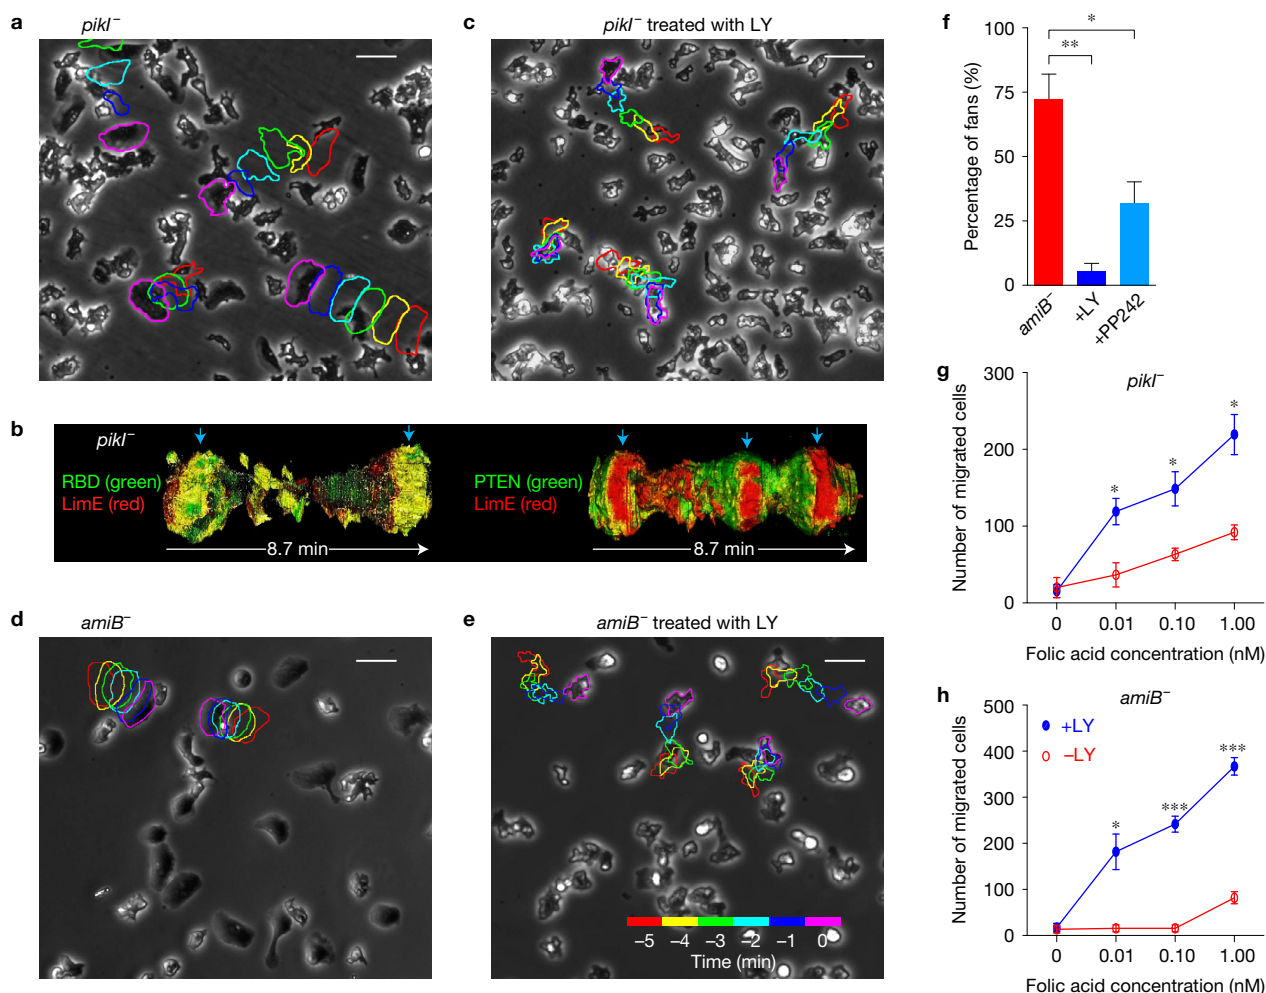 a pikI⁻
b pikI⁻
RBD (green)
LimE (red)
8.7 min
PTEN (green)
LimE (red)
8.7 min
c pikI⁻ treated with LY
d amiB⁻
e amiB⁻ treated with LY
–5 –4 –3 –2 –1 0
Time (min)
f
Percentage of fans (%)
100
75
50
25
0
*
**
amiB⁻
+LY
+PP242
g pikI⁻
Number of migrated cells
300
200
100
0
*
*
*
0 0.01 0.10 1.00
Folic acid concentration (nM)
h amiB⁻
Number of migrated cells
500
400
300
200
100
0
+LY
–LY
*
***
***
0 0.01 0.10 1.00
Folic acid concentration (nM)